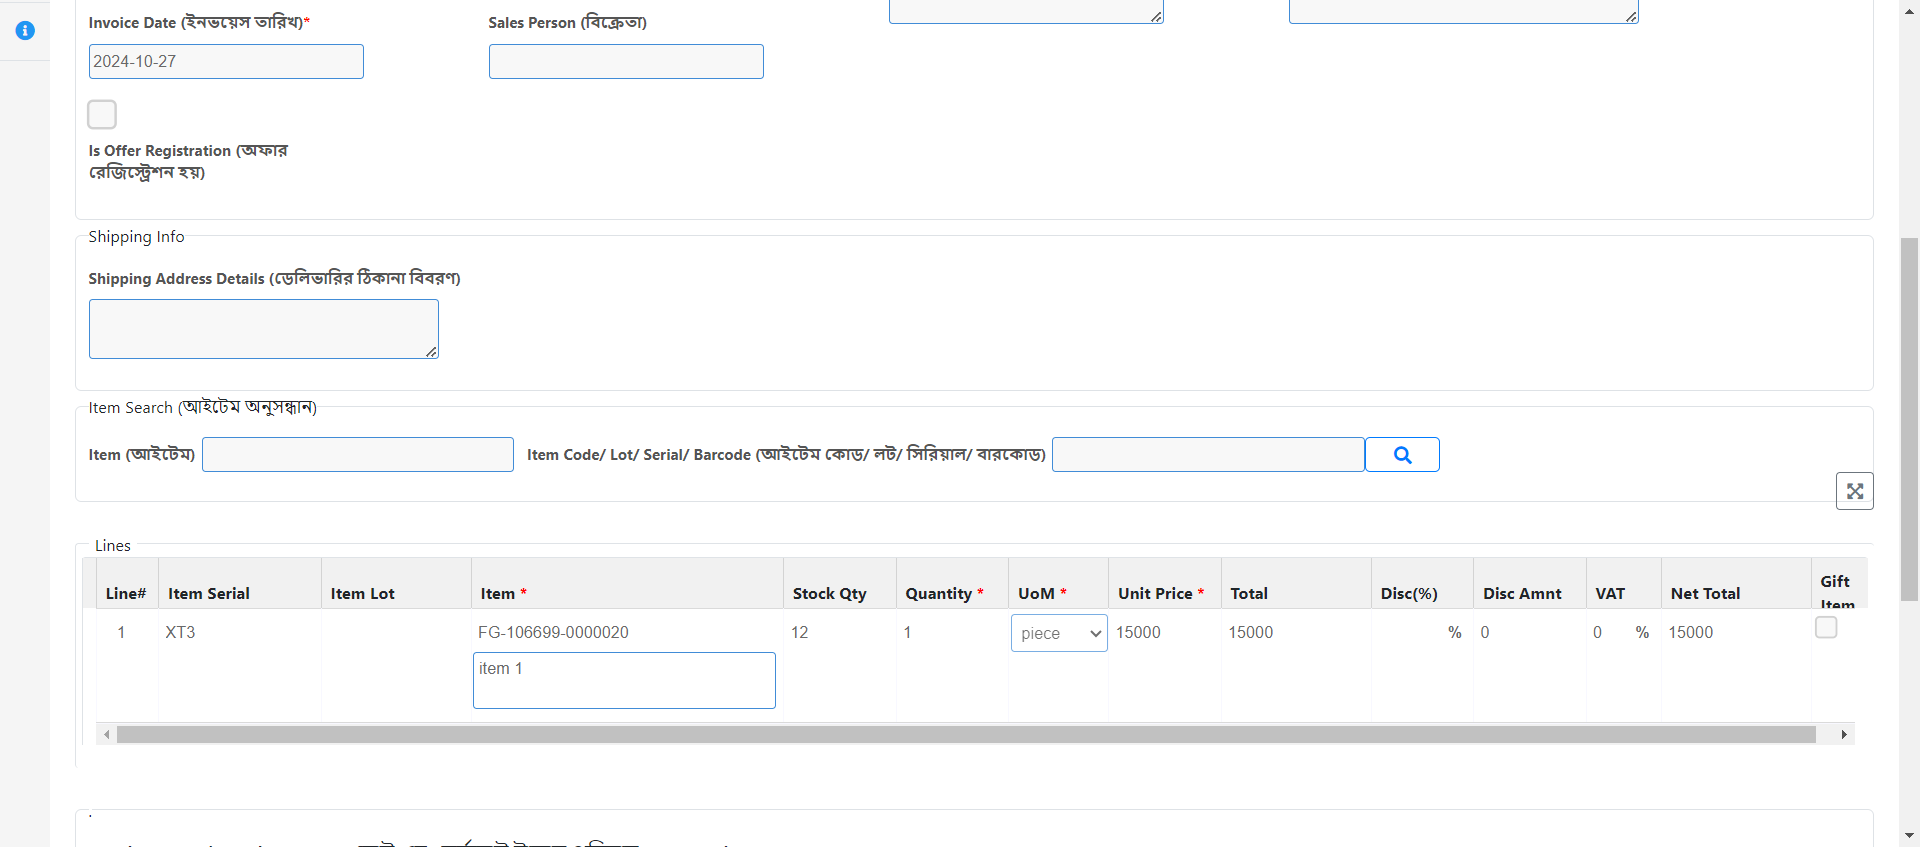 Invoice Date (ইনভয়েস তারিখ)* Sales Person (বিক্রেতা)
2024-10-27
Is Offer Registration (অফার
রেজিস্ট্রেশন হয়)
Shipping Info
Shipping Address Details (ডেলিভারির ঠিকানা বিবরণ)
Item Search (আইটেম অনুসন্ধান)
Item (আইটেম) Item Code/ Lot/ Serial/ Barcode (আইটেম কোড/ লট/ সিরিয়াল/ বারকোড)
Lines
Line# Item Serial Item Lot Item * Stock Qty Quantity * UoM * Unit Price * Total Disc(%) Disc Amnt VAT Net Total Gift Item
1 XT3 FG-106699-0000020 12 1 piece 15000 15000 % 0 0 % 15000
item 1